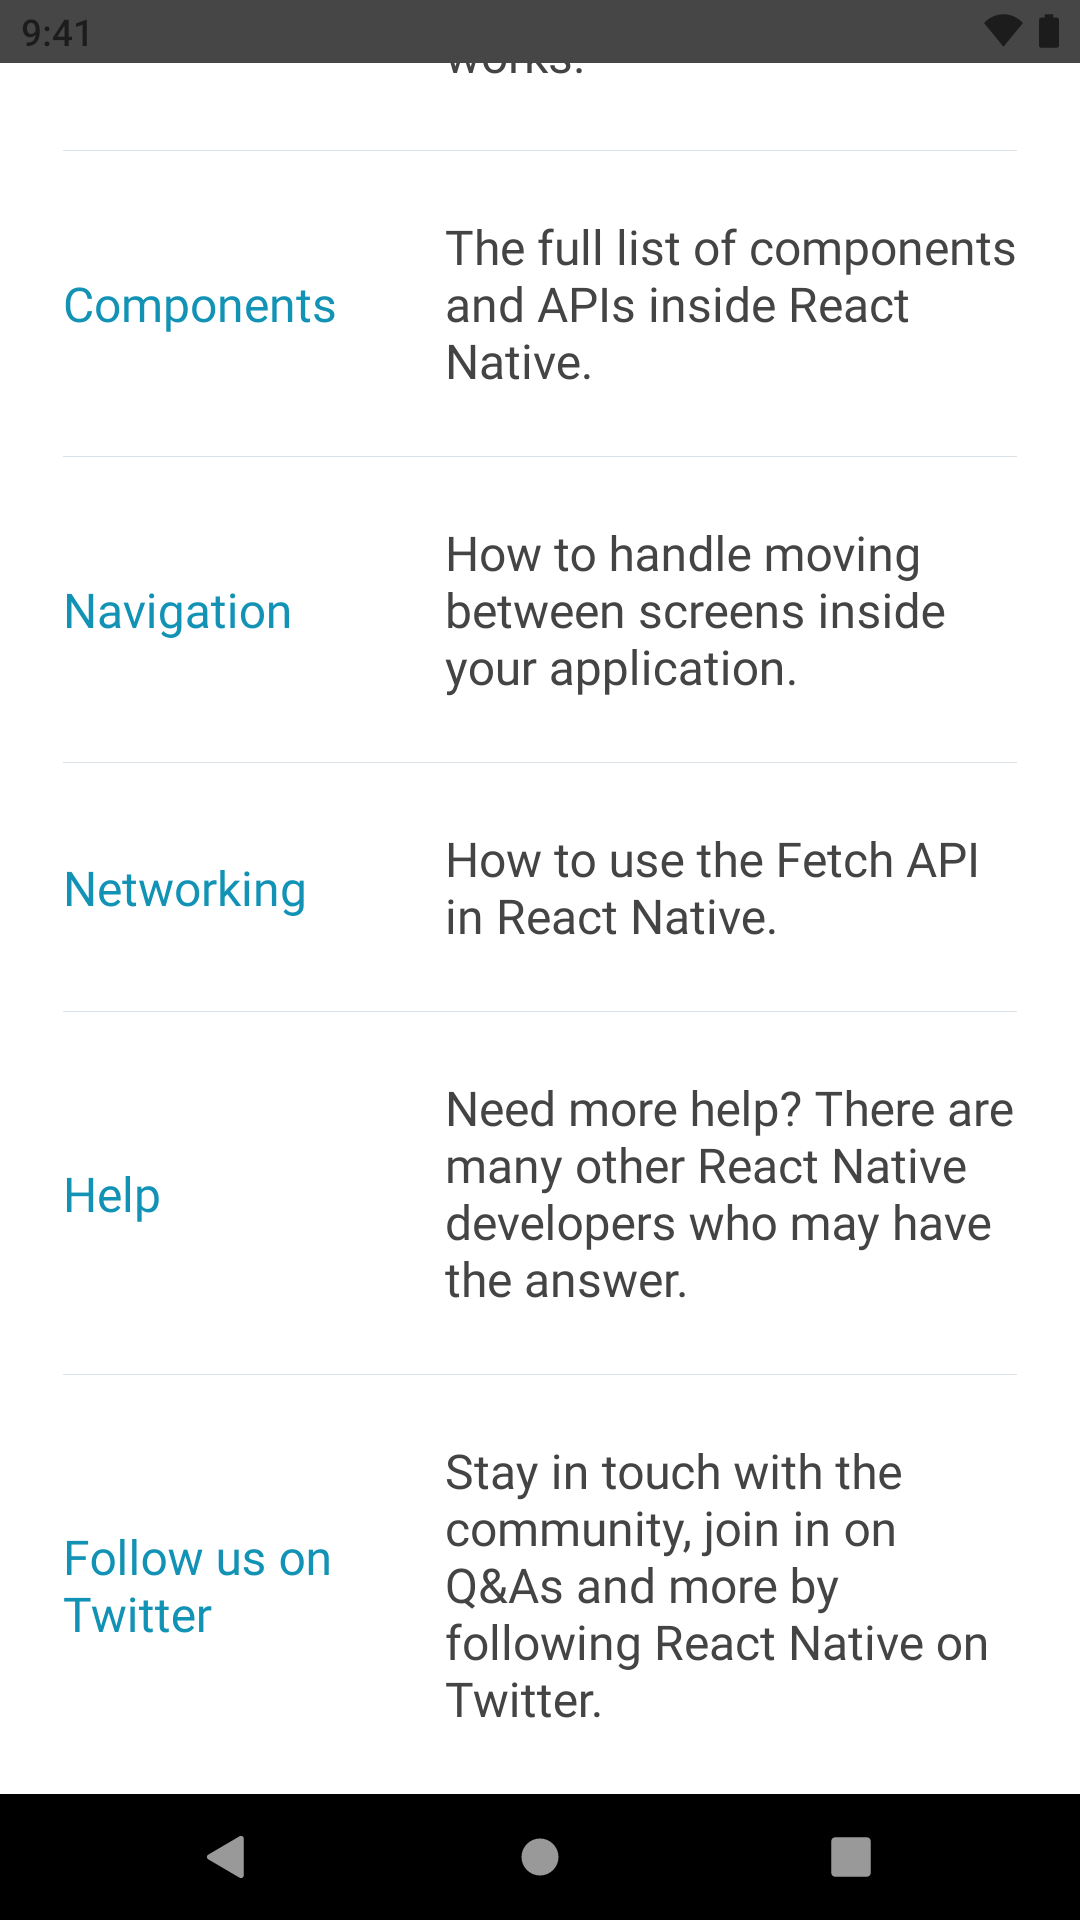 9:41
works.
Components
The full list of components
and APIs inside React
Native.
Navigation
How to handle moving
between screens inside
your application.
Networking
How to use the Fetch API
in React Native.
Help
Need more help? There are
many other React Native
developers who may have
the answer.
Follow us on
Twitter
Stay in touch with the
community, join in on
Q&As and more by
following React Native on
Twitter.